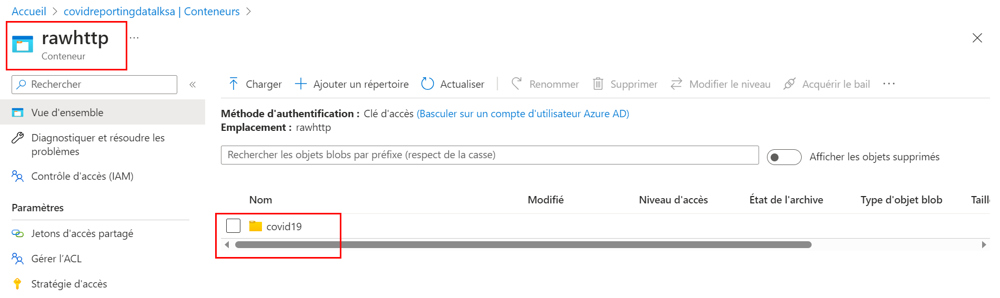 Accueil > covidreportingdatalksa | Conteneurs >
rawhttp ...
Conteneur
Rechercher «
Vue d'ensemble
Diagnostiquer et résoudre les
problèmes
Contrôle d'accès (IAM)
Paramètres
Jetons d'accès partagé
Gérer l’ACL
Stratégie d'accès
Charger Ajouter un répertoire Actualiser Renommer Supprimer Modifier le niveau Acquérir le bail ...
Méthode d'authentification : Clé d'accès (Basculer sur un compte d'utilisateur Azure AD)
Emplacement : rawhttp
Rechercher les objets blobs par préfixe (respect de la casse)
Afficher les objets supprimés
Nom Modifié Niveau d'accès État de l'archive Type d'objet blob
covid19